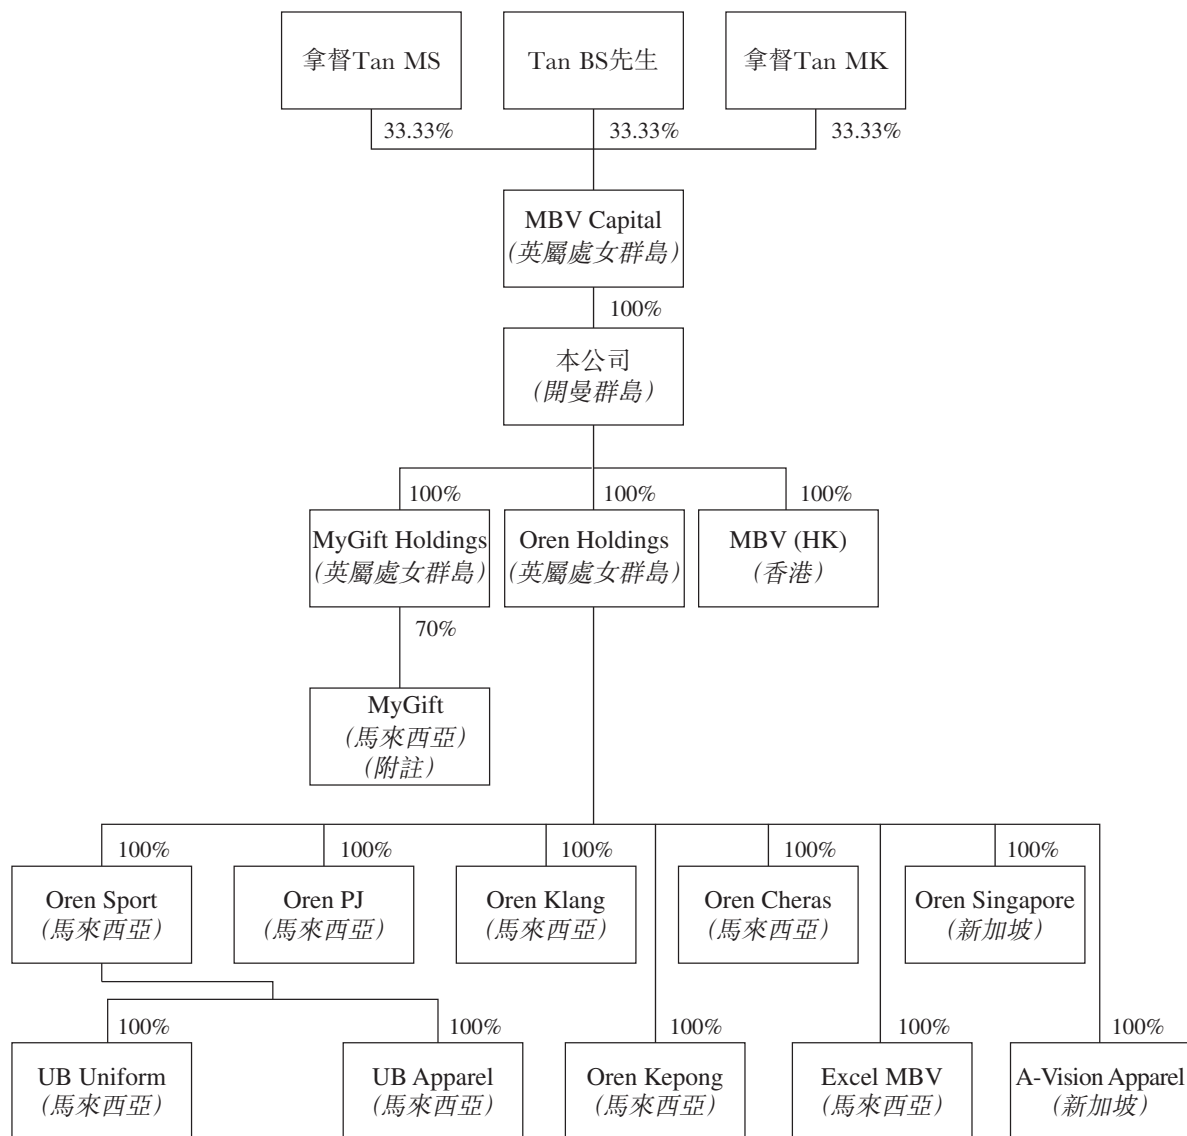 拿督Tan MS
Tan BS先生
拿督Tan MK
33.33%
33.33%
33.33%
MBV Capital
(英屬處女群島)
100%
本公司
(開曼群島)
100%
100%
100%
MyGift Holdings
(英屬處女群島)
Oren Holdings
(英屬處女群島)
MBV (HK)
(香港)
70%
MyGift
(馬來西亞)
(附註)
100%
100%
100%
100%
100%
Oren Sport
(馬來西亞)
Oren PJ
(馬來西亞)
Oren Klang
(馬來西亞)
Oren Cheras
(馬來西亞)
Oren Singapore
(新加坡)
100%
100%
100%
100%
100%
UB Uniform
(馬來西亞)
UB Apparel
(馬來西亞)
Oren Kepong
(馬來西亞)
Excel MBV
(馬來西亞)
A-Vision Apparel
(新加坡)